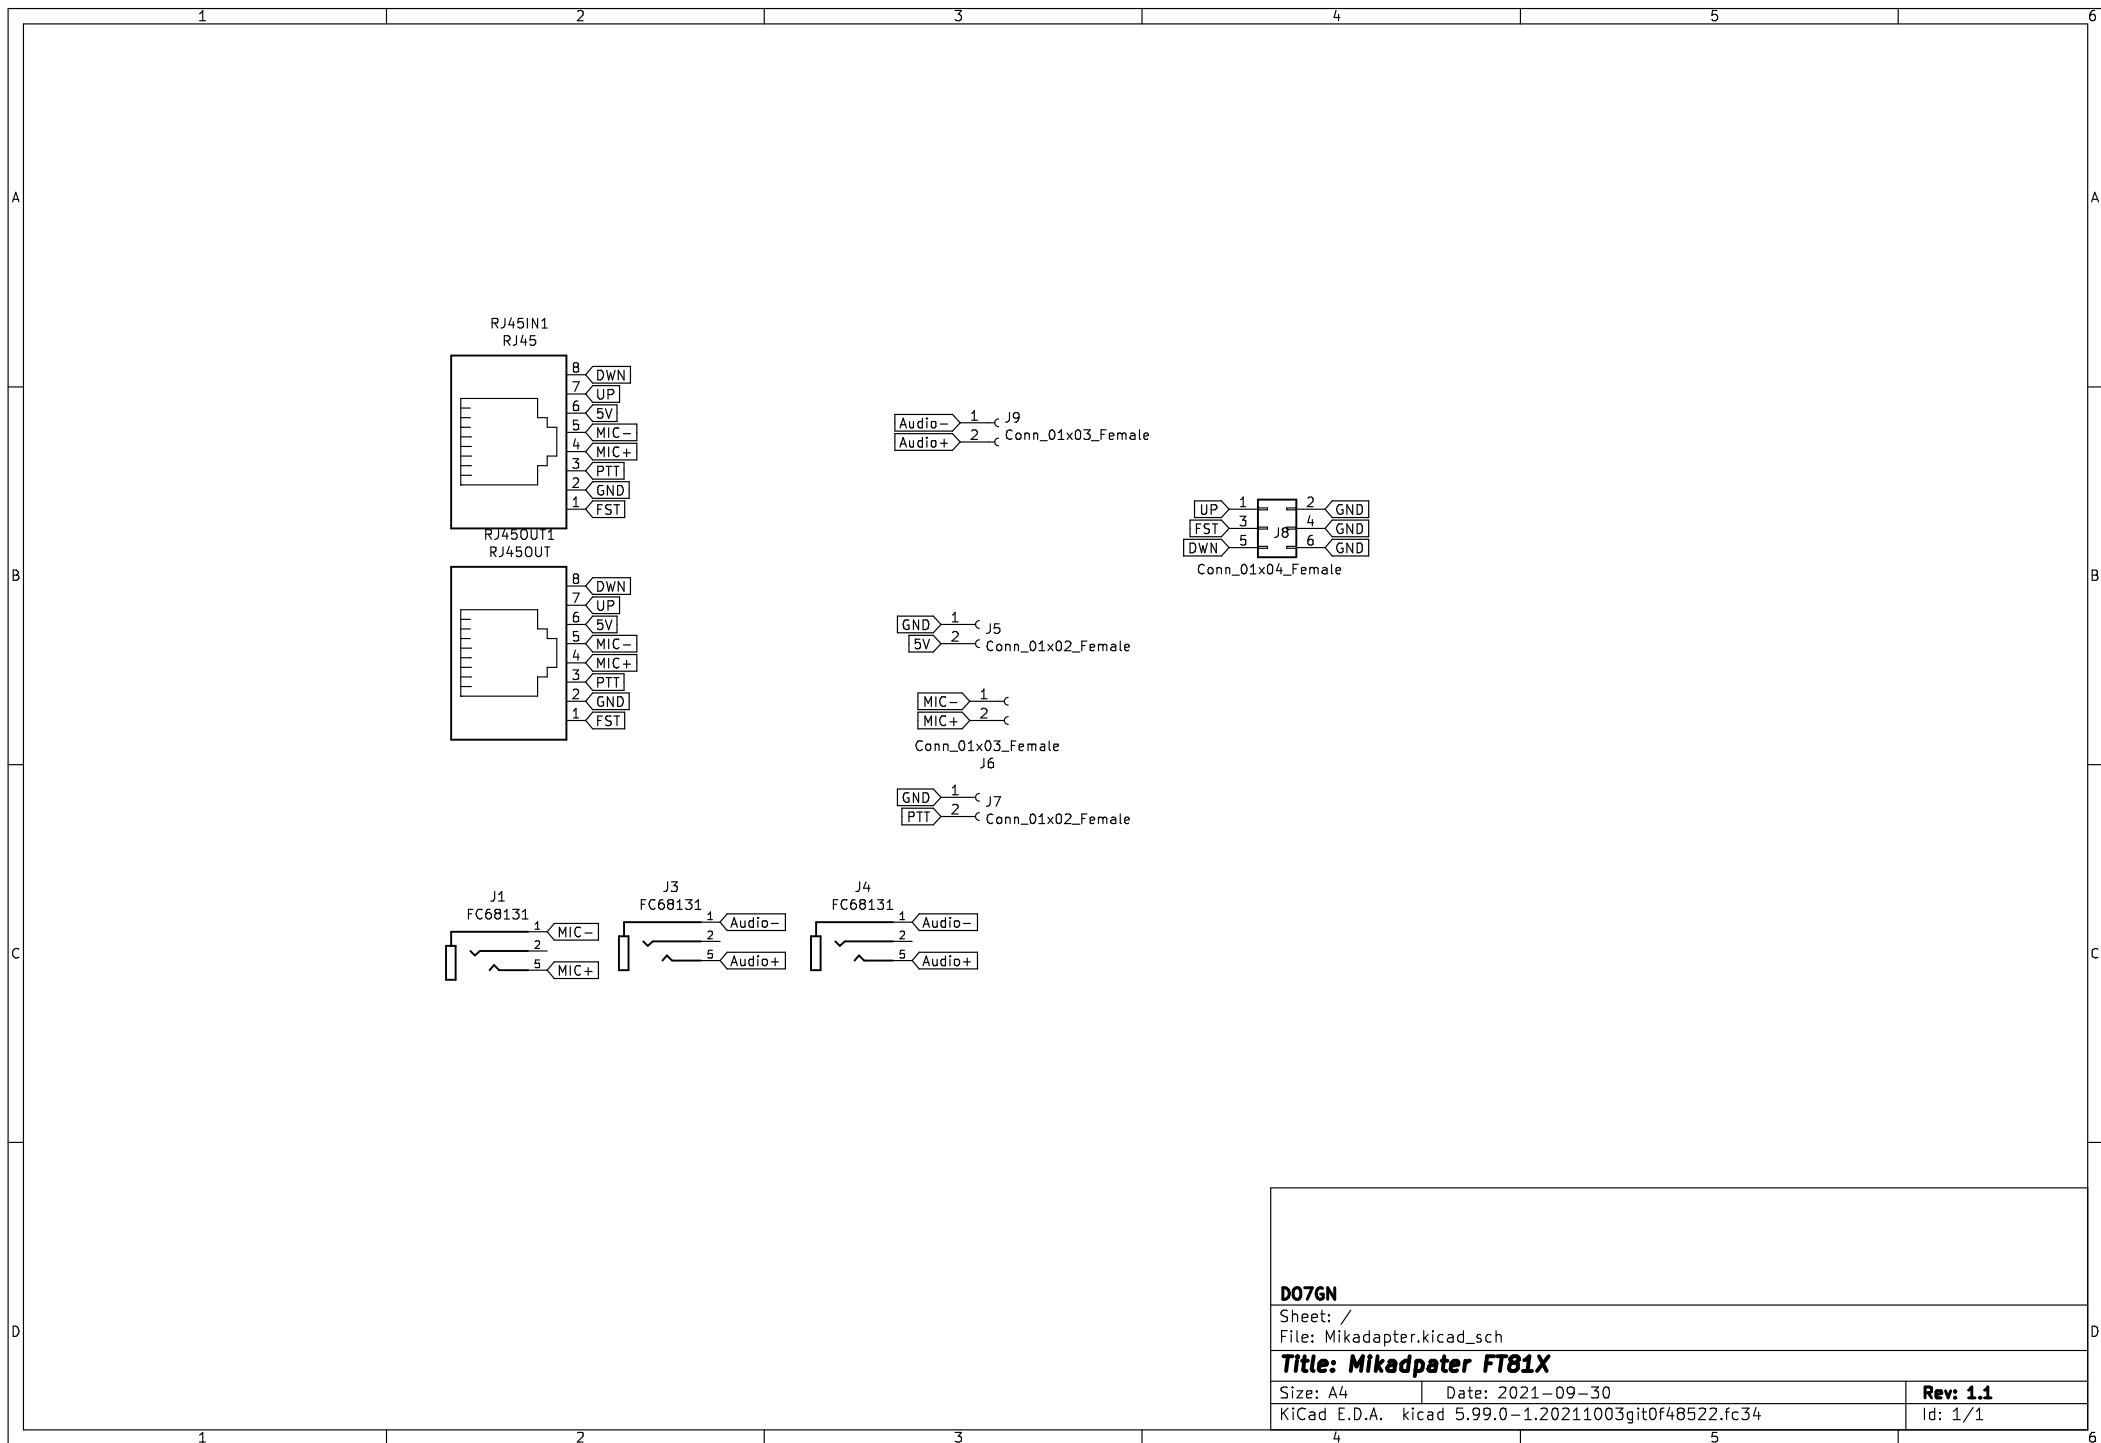 1 2 3 4 5 6
A A
RJ45IN1
RJ45
8 DWN
7 UP
6 5V
5 MIC-
4 MIC+
3 PTT
2 GND
1 FST
Audio- 1 J9
Audio+ 2 Conn_01x03_Female
UP 1 2 GND
FST 3 J8 4 GND
DWN 5 6 GND
Conn_01x04_Female
RJ45OUT1
RJ45OUT
B B
8 DWN
7 UP
6 5V
5 MIC-
4 MIC+
3 PTT
2 GND
1 FST
GND 1 J5
5V 2 Conn_01x02_Female
MIC- 1
MIC+ 2
Conn_01x03_Female
J6
GND 1 J7
PTT 2 Conn_01x02_Female
J1
FC68131
1 MIC-
2
5 MIC+
J3
FC68131
1 Audio-
2
5 Audio+
J4
FC68131
1 Audio-
2
5 Audio+
C C
DO7GN
Sheet: /
File: Mikadapter.kicad_sch
Title: Mikadpater FT81X
Size: A4 Date: 2021-09-30 Rev: 1.1
KiCad E.D.A. kicad 5.99.0-1.20211003git0f48522.fc34 Id: 1/1
D D
1 2 3 4 5 6